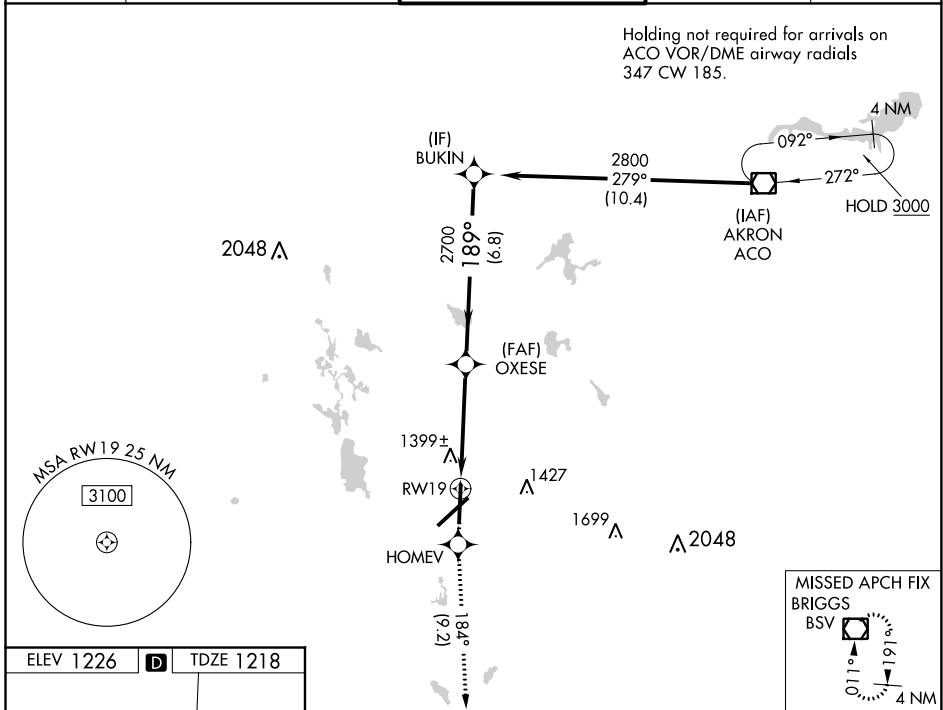 Holding not required for arrivals on
ACO VOR/DME airway radials
347 CW 185.
4 NM
092°
272°
HOLD 3000
(IAF)
AKRON
ACO
2800
279°
(10.4)
(IF)
BUKIN
2700
189°
(6.8)
2048
(FAF)
OXESE
1399±
RW19
1427
1699
2048
HOMEV
184°
(9.2)
MSA RW19 25 NM
3100
MISSED APCH FIX
BRIGGS
BSV
191°
011°
4 NM
ELEV 1226
D
TDZE 1218